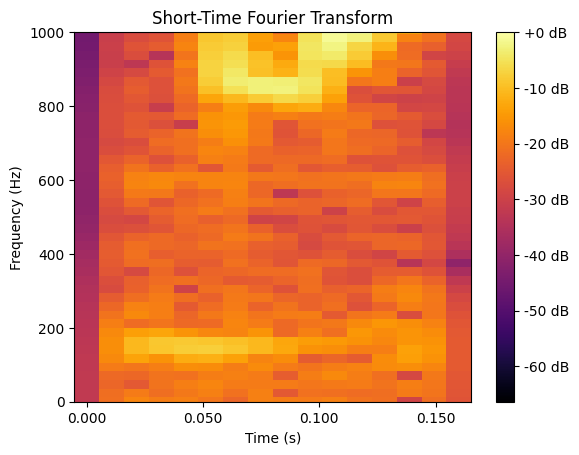 Short-Time Fourier Transform
Frequency (Hz)
1000
800
600
400
200
0
0.000
0.050
0.100
0.150
Time (s)
+0 dB
-10 dB
-20 dB
-30 dB
-40 dB
-50 dB
-60 dB